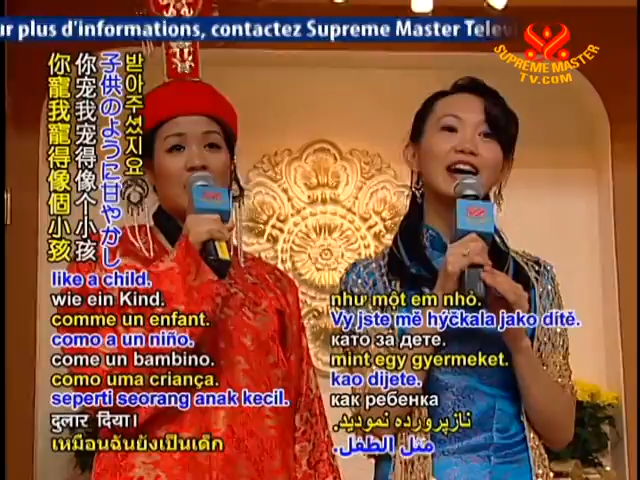 ur plus d'informations, contactez Supreme Master Televi
SUPREME MASTER
TV.COM
你寵我寵得像個小孩
你宠我宠得像个小孩
子供のように甘やかし
받아주셨지요
like a child.
wie ein Kind.
comme un enfant.
como a un niño.
come un bambino.
como uma criança.
seperti seorang anak kecil.
दुलार दिया।
เหมือนฉันยังเป็นเด็ก
như một em nhỏ.
Vy jste mě hýčkala jako dítě.
като за дете.
mint egy gyermeket.
kao dijete.
как ребенка
نازپرورده نمودید.
مثل الطفل.